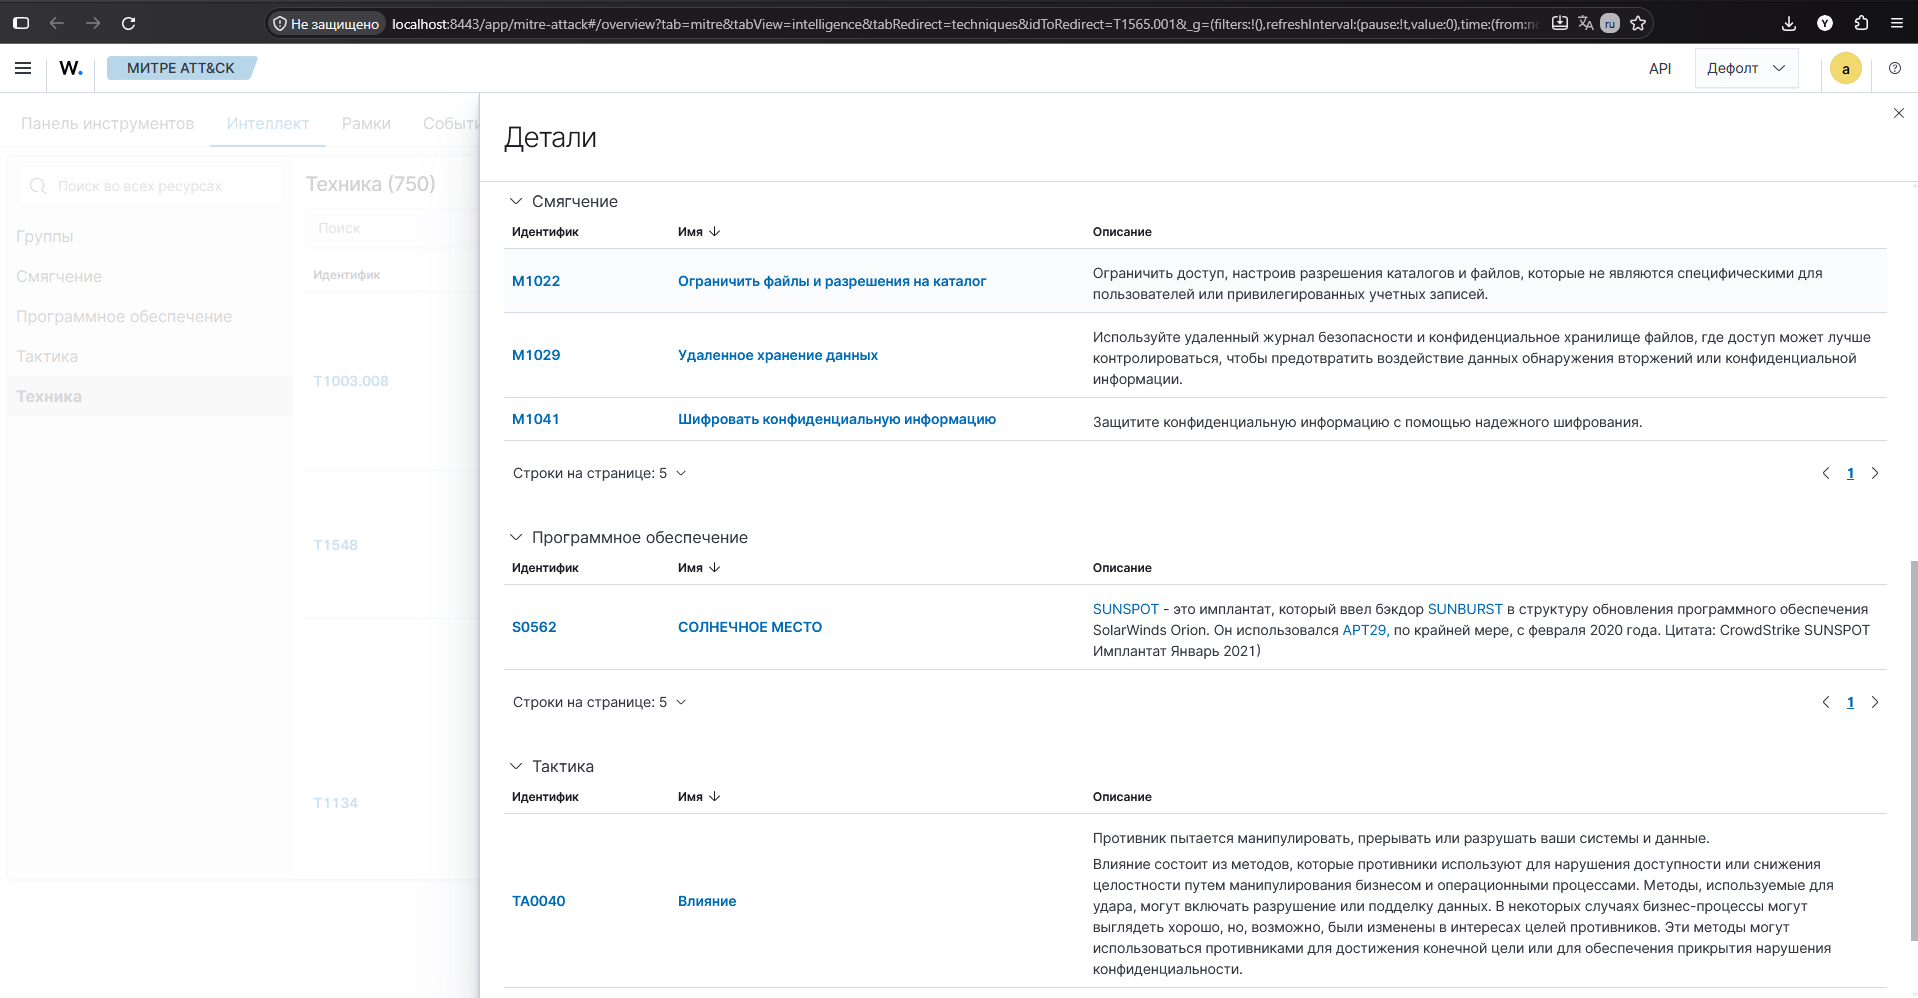 Не защищено
localhost:8443/app/mitre-attack#/overview?tab=mitre&tabView=intelligence&tabRedirect=techniques&idToRedirect=T1565.001&_g=(filters:!(),refreshInterval:(pause:!t,value:0),time:(from:no
ru
Y
W.
МИТРЕ ATT&CK
API
Дефолт
a
Панель инструментов
Интеллект
Рамки
Событи
Поиск во всех ресурсах
Группы
Смягчение
Программное обеспечение
Тактика
Техника
Техника (750)
Поиск
Идентифик
T1003.008
T1548
T1134
Детали
Смягчение
Идентифик Имя Описание
M1022 Ограничить файлы и разрешения на каталог
Ограничить доступ, настроив разрешения каталогов и файлов, которые не являются специфическими для
пользователей или привилегированных учетных записей.
M1029 Удаленное хранение данных
Используйте удаленный журнал безопасности и конфиденциальное хранилище файлов, где доступ может лучше
контролироваться, чтобы предотвратить воздействие данных обнаружения вторжений или конфиденциальной
информации.
M1041 Шифровать конфиденциальную информацию
Защитите конфиденциальную информацию с помощью надежного шифрования.
Строки на странице: 5
1
Программное обеспечение
Идентифик Имя Описание
S0562 СОЛНЕЧНОЕ МЕСТО
SUNSPOT - это имплантат, который ввел бэкдор SUNBURST в структуру обновления программного обеспечения
SolarWinds Orion. Он использовался APT29, по крайней мере, с февраля 2020 года. Цитата: CrowdStrike SUNSPOT
Имплантат Январь 2021)
Строки на странице: 5
1
Тактика
Идентифик Имя Описание
TA0040 Влияние
Противник пытается манипулировать, прерывать или разрушать ваши системы и данные.
Влияние состоит из методов, которые противники используют для нарушения доступности или снижения
целостности путем манипулирования бизнесом и операционными процессами. Методы, используемые для
удара, могут включать разрушение или подделку данных. В некоторых случаях бизнес-процессы могут
выглядеть хорошо, но, возможно, были изменены в интересах целей противников. Эти методы могут
использоваться противниками для достижения конечной цели или для обеспечения прикрытия нарушения
конфиденциальности.